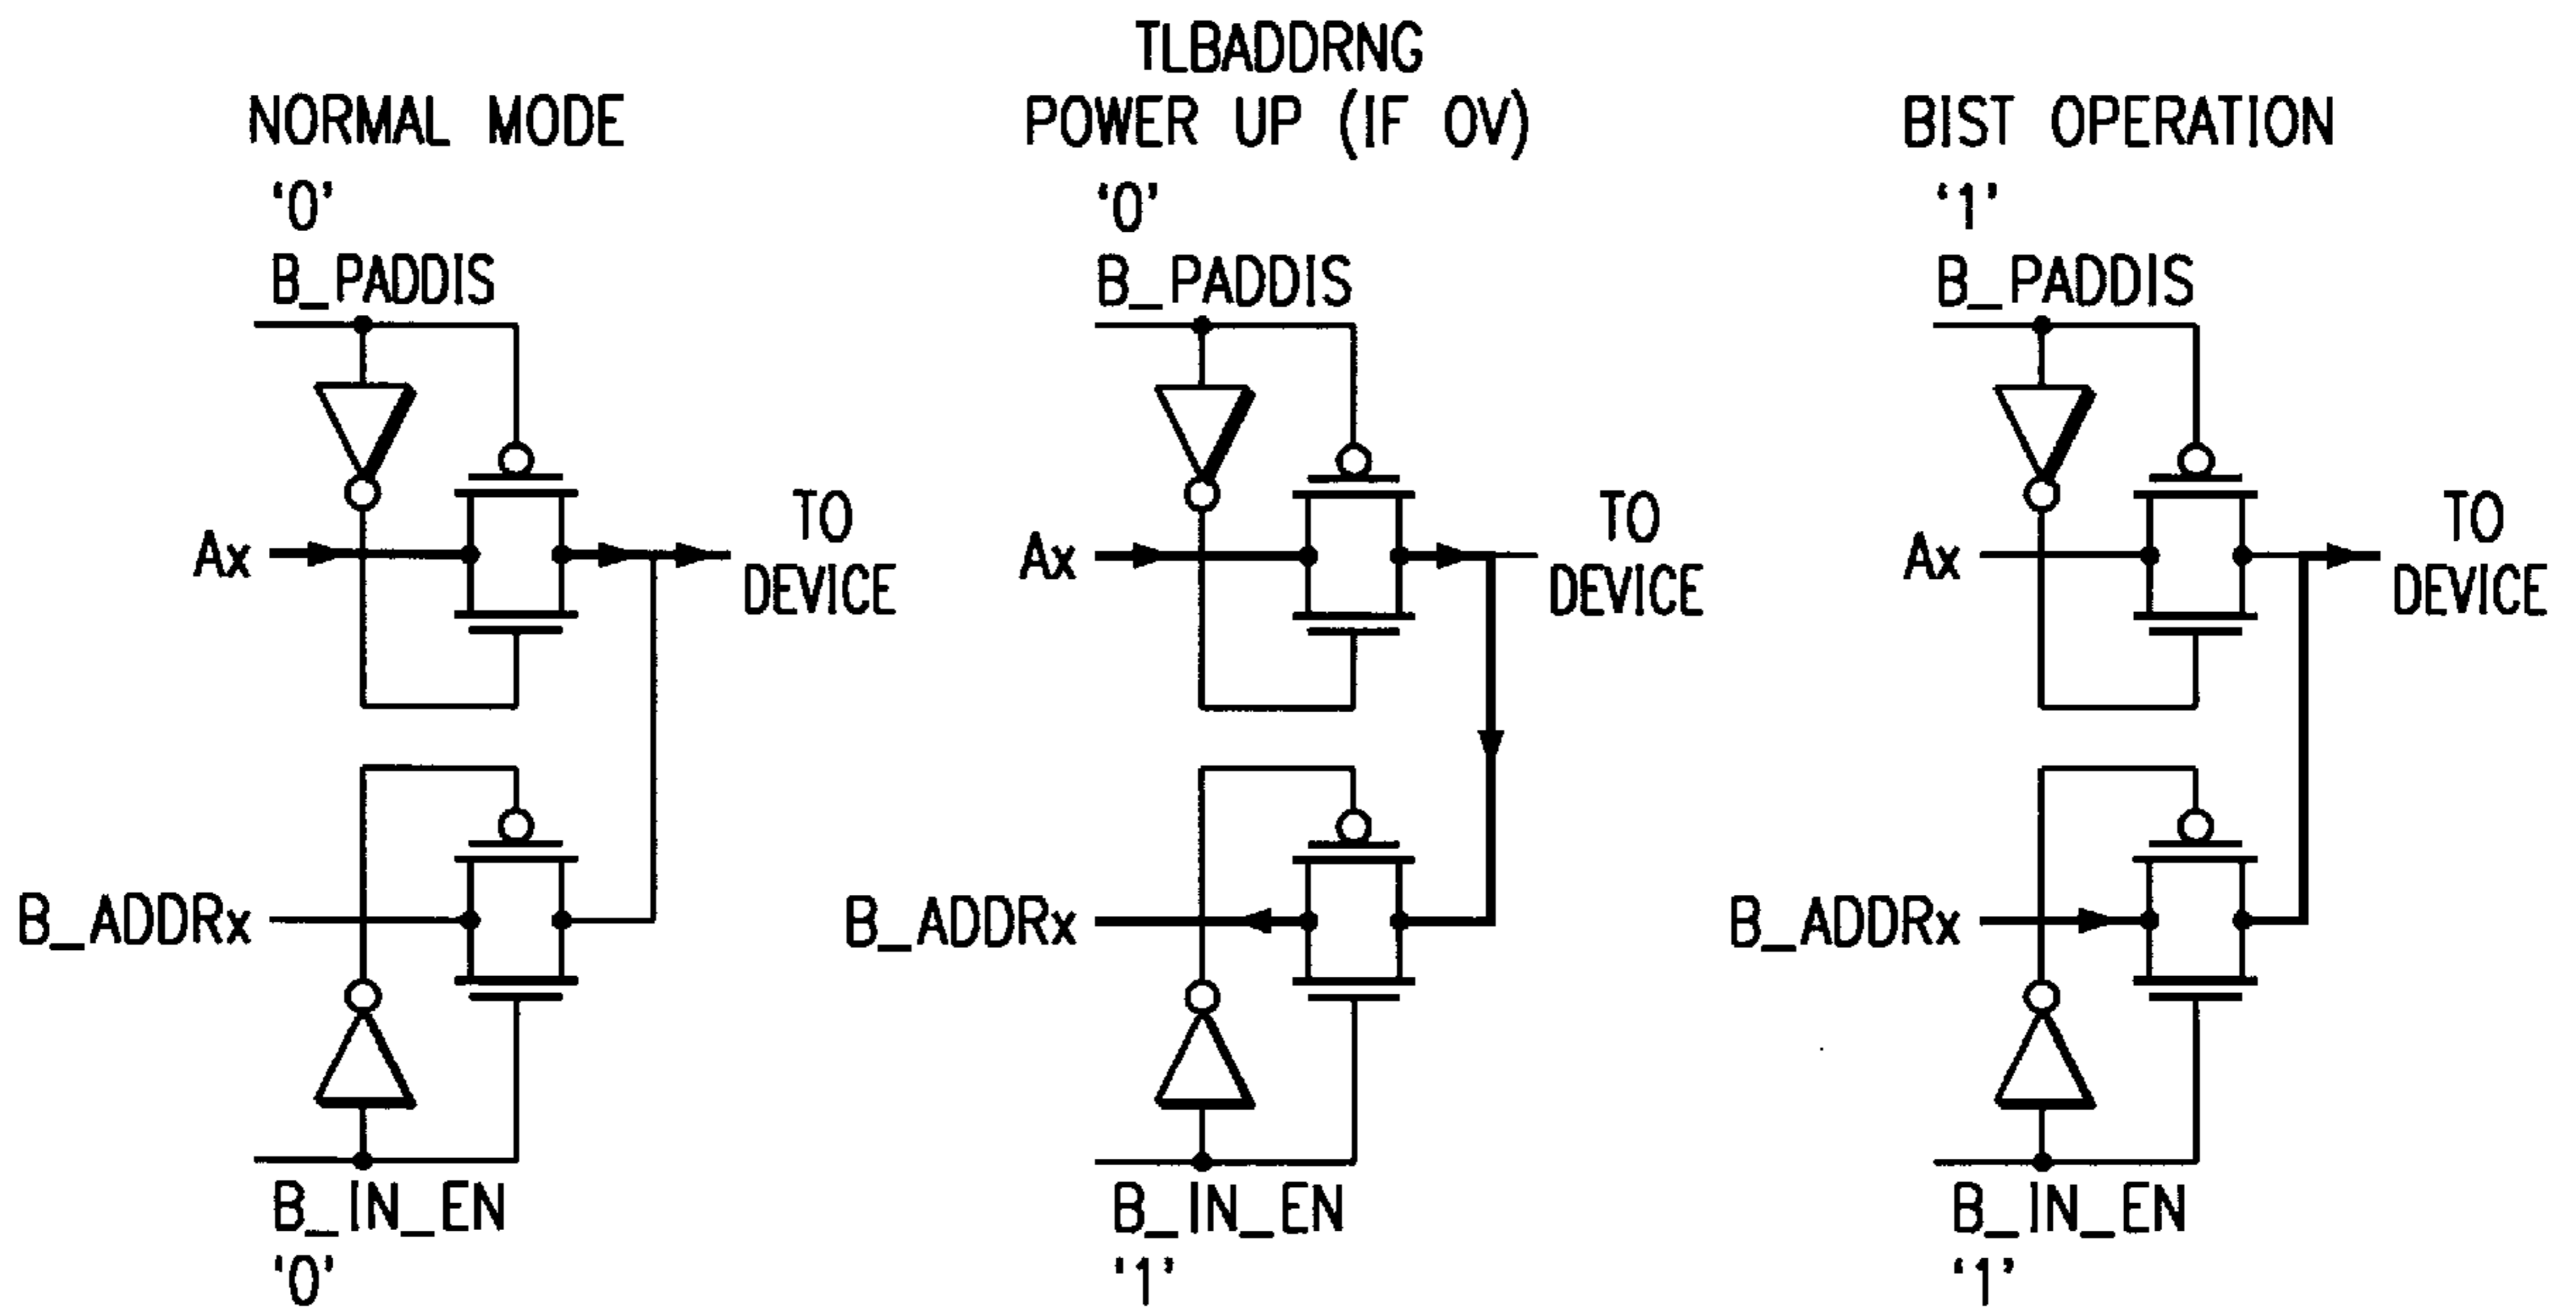 NORMAL MODE
'0'
B_PADDIS
Ax
TO
DEVICE
B_ADDRx
B_IN_EN
'0'
TLBADDRNG
POWER UP (IF 0V)
'0'
B_PADDIS
Ax
TO
DEVICE
B_ADDRx
B_IN_EN
'1'
BIST OPERATION
'1'
B_PADDIS
Ax
TO
DEVICE
B_ADDRx
B_IN_EN
'1'